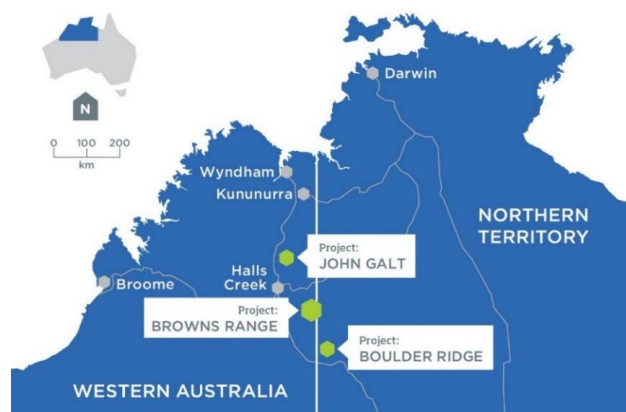 Darwin
N
0 100 200
km
Wyndham
Kununurra
NORTHERN
TERRITORY
Project:
JOHN GALT
Halls
Creek
Broome
Project:
BROWNS RANGE
Project:
BOULDER RIDGE
WESTERN AUSTRALIA